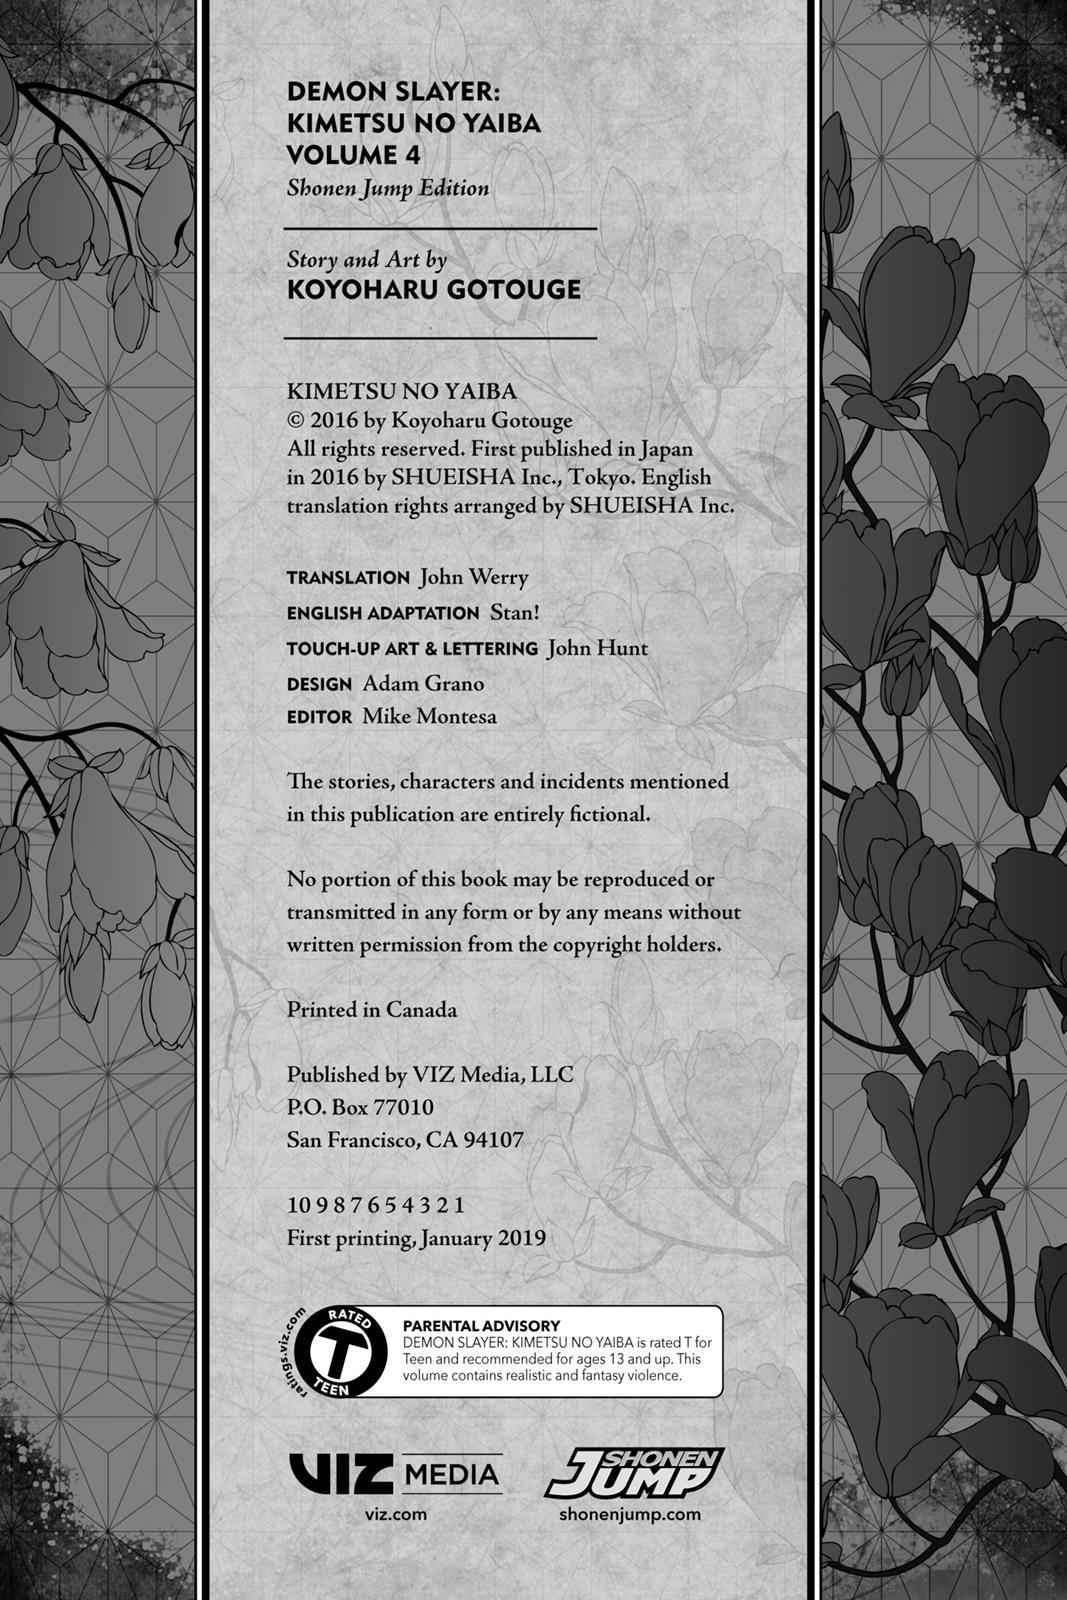 DEMON SLAYER:
KIMETSU NO YAIBA
VOLUME 4
Shonen Jump Edition
Story and Art by
KOYOHARU GOTOUGE
KIMETSU NO YAIBA
© 2016 by Koyoharu Gotouge
All rights reserved. First published in Japan
in 2016 by SHUEISHA Inc., Tokyo. English
translation rights arranged by SHUEISHA Inc.
TRANSLATION John Werry
ENGLISH ADAPTATION Stan!
TOUCH-UP ART & LETTERING John Hunt
DESIGN Adam Grano
EDITOR Mike Montesa
The stories, characters and incidents mentioned
in this publication are entirely fictional.
No portion of this book may be reproduced or
transmitted in any form or by any means without
written permission from the copyright holders.
Printed in Canada
Published by VIZ Media, LLC
P.O. Box 77010
San Francisco, CA 94107
10 9 8 7 6 5 4 3 2 1
First printing, January 2019
ratings.viz.com
RATED
T
TEEN
PARENTAL ADVISORY
DEMON SLAYER: KIMETSU NO YAIBA is rated T for
Teen and recommended for ages 13 and up. This
volume contains realistic and fantasy violence.
VIZ MEDIA
viz.com
SHONEN
JUMP
shonenjump.com